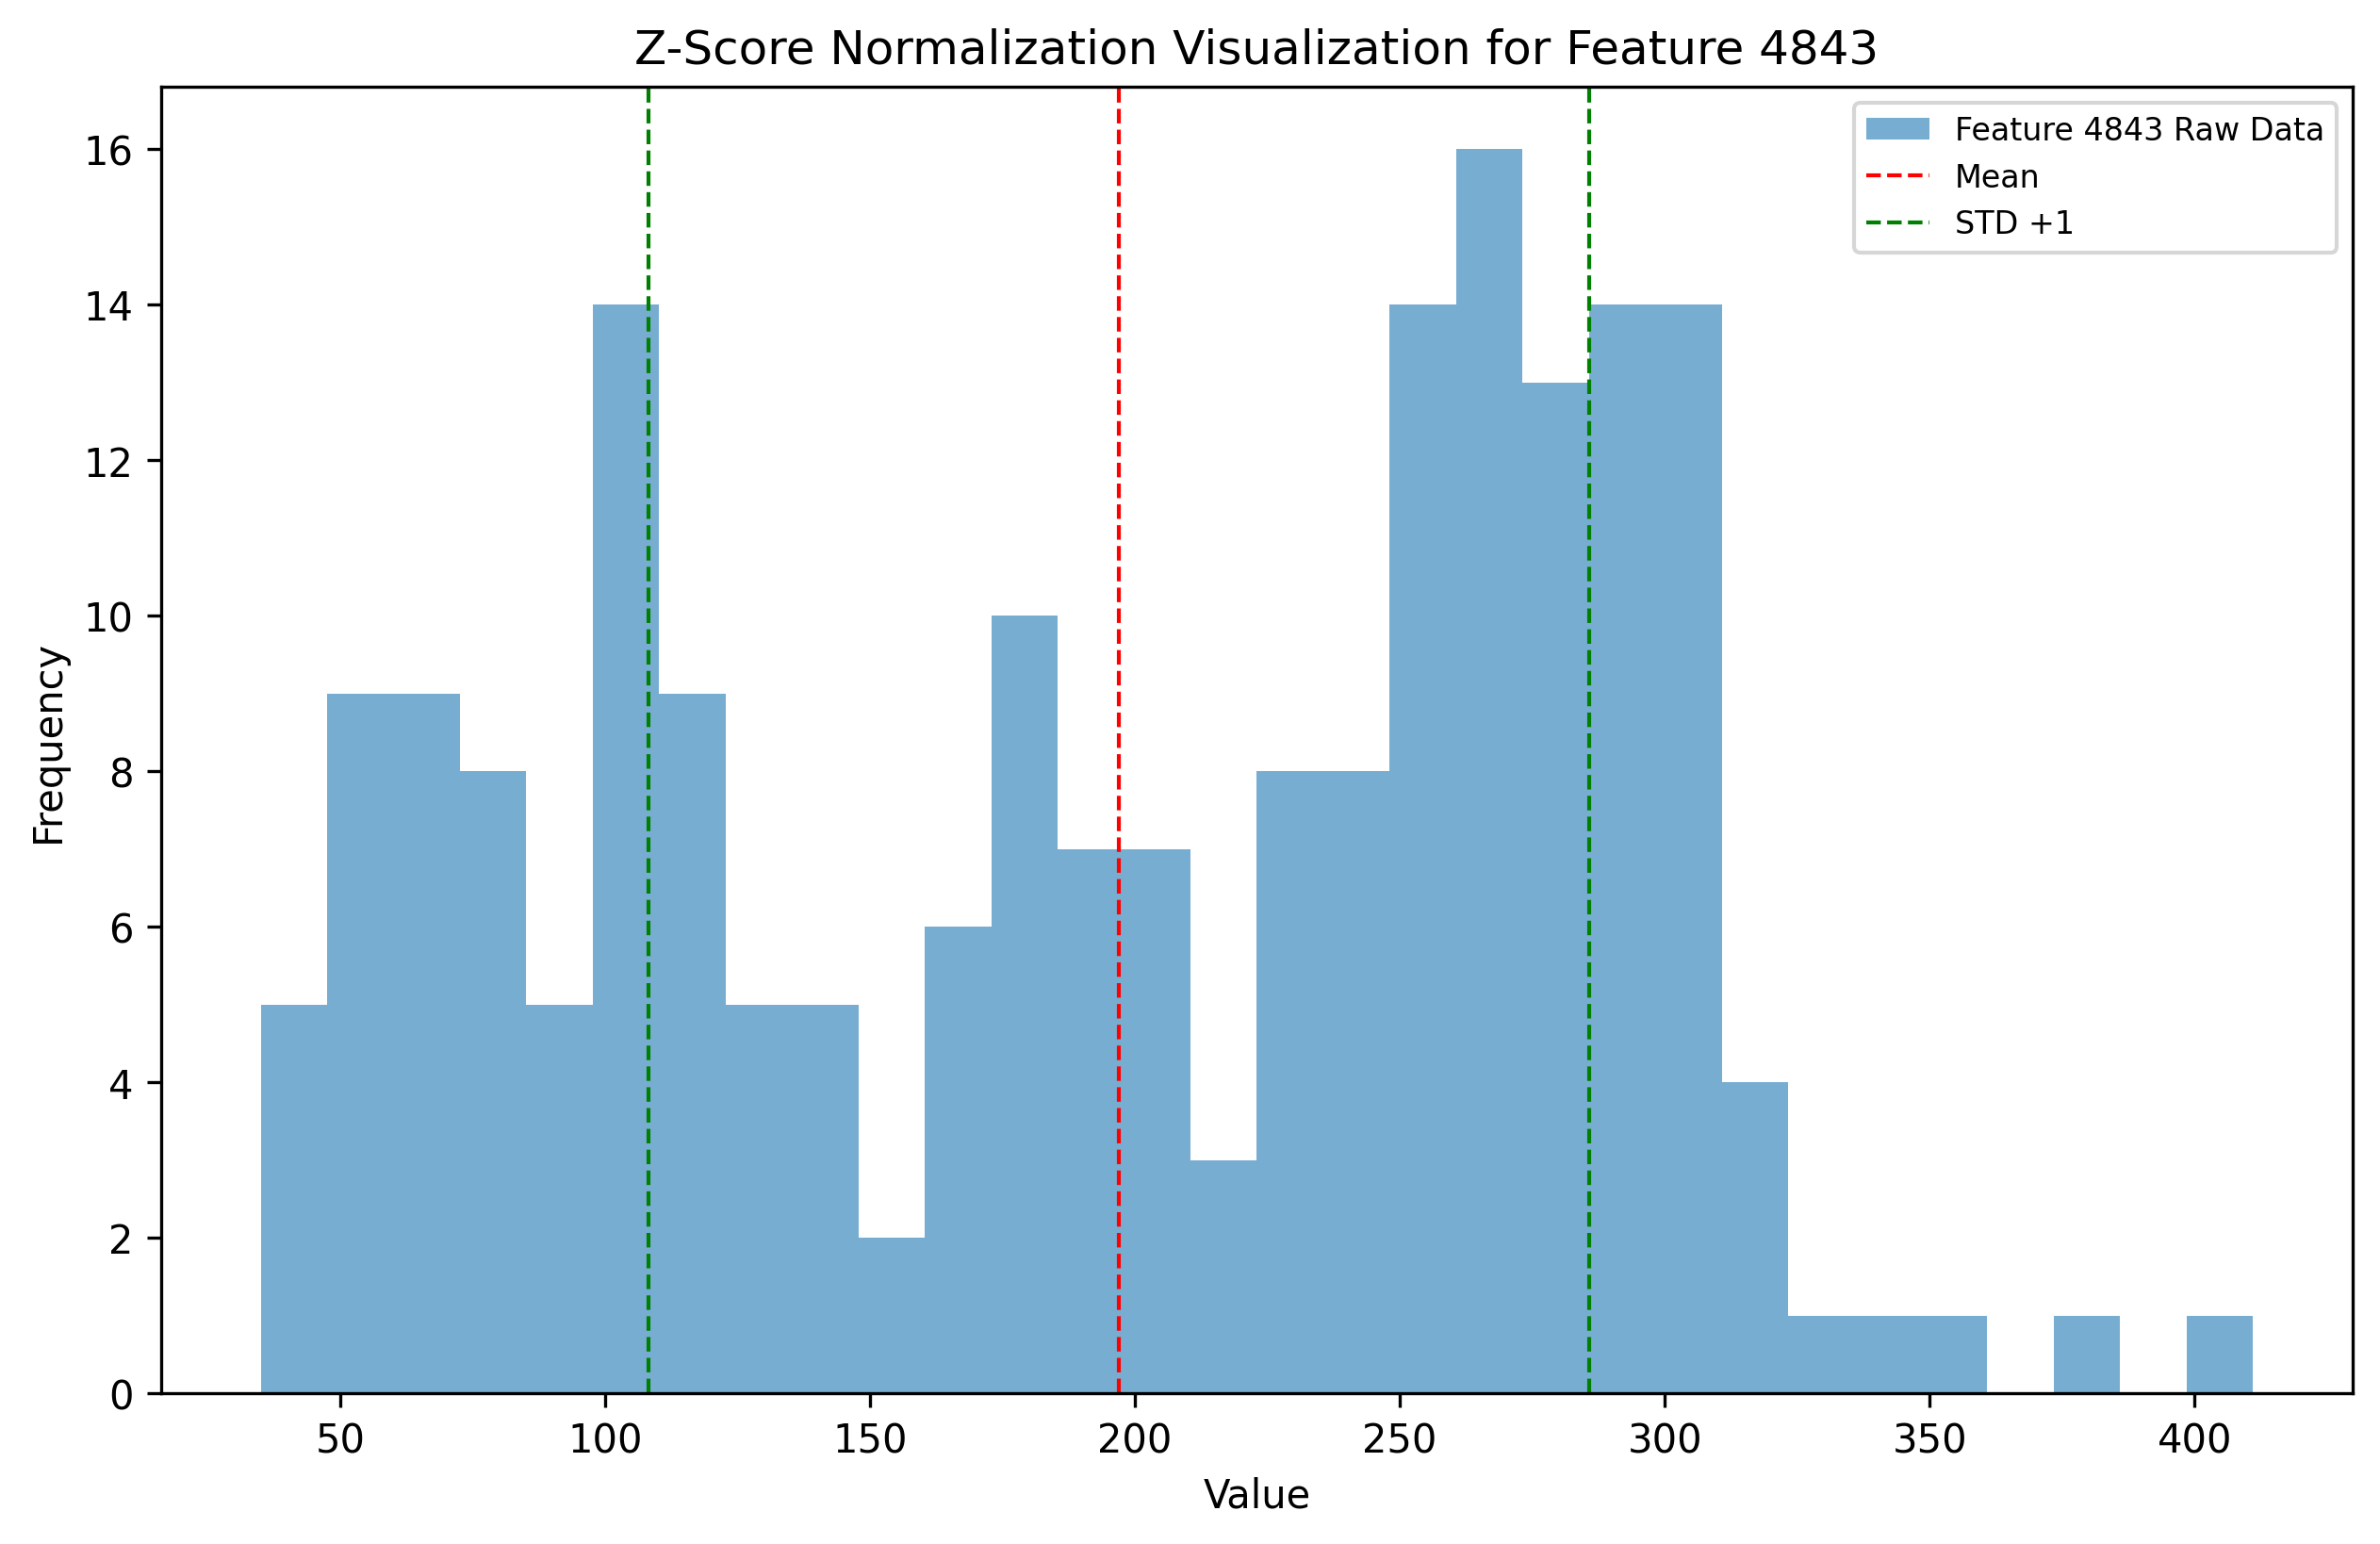 Z-Score Normalization Visualization for Feature 4843
Feature 4843 Raw Data
Mean
STD +1
16
14
12
10
8
6
4
2
0
Frequency
50 100 150 200 250 300 350 400
Value